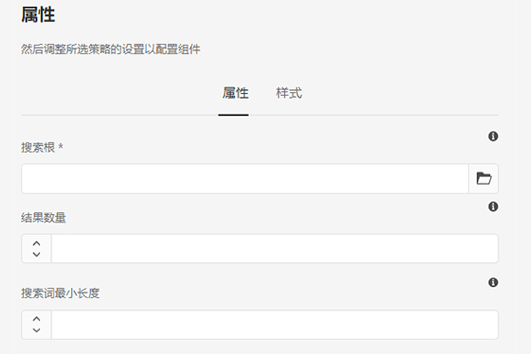 属性
然后调整所选策略的设置以配置组件
属性 样式
搜索根 *
结果数量
搜索词最小长度